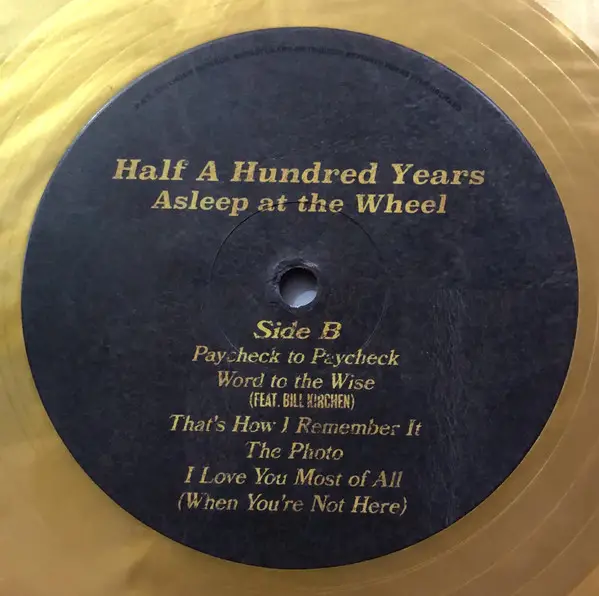 Half A Hundred Years
Asleep at the Wheel
Side B
Paycheck to Paycheck
Word to the Wise
(FEAT. BILL KIRCHEN)
That's How I Remember It
The Photo
I Love You Most of All
(When You're Not Here)